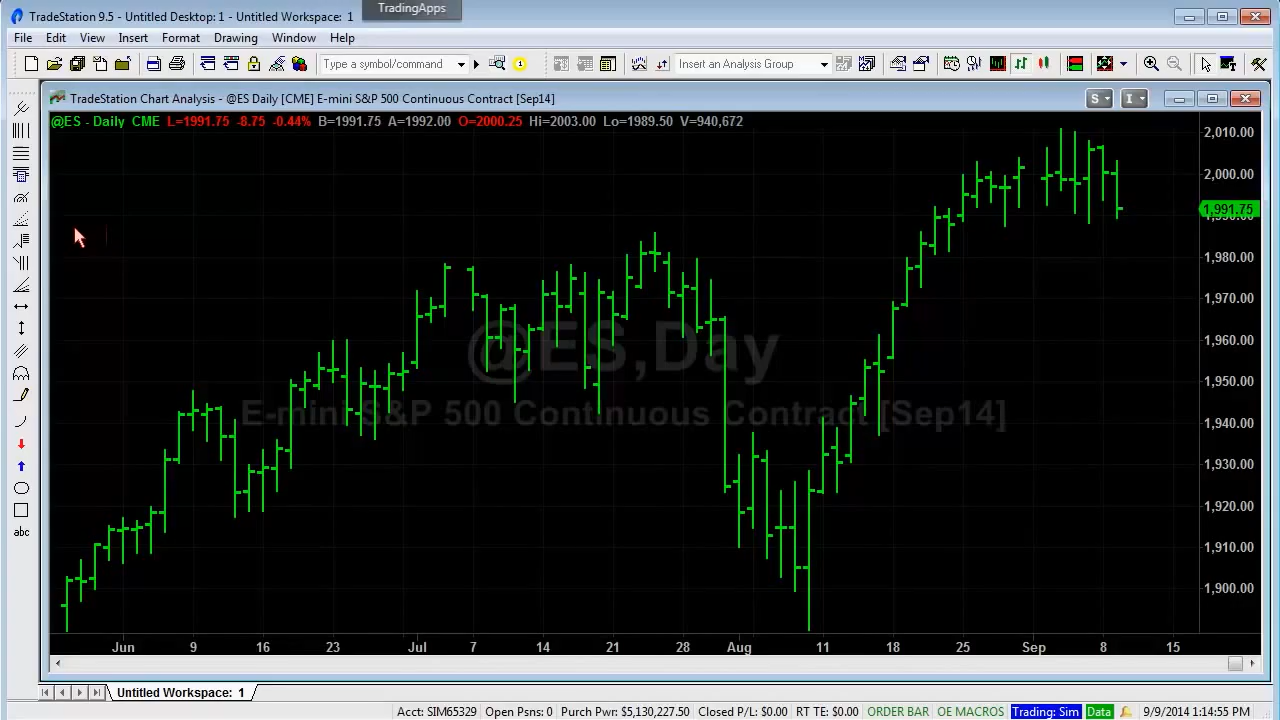 TradeStation 9.5 - Untitled Desktop: 1 - Untitled Workspace: 1
TradingApps
File Edit View Insert Format Drawing Window Help
Type a symbol/command
Insert an Analysis Group
TradeStation Chart Analysis - @ES Daily [CME] E-mini S&P 500 Continuous Contract [Sep14]
S
I
@ES - Daily CME L=1991.75 -8.75 -0.44% B=1991.75 A=1992.00 O=2000.25 Hi=2003.00 Lo=1989.50 V=940,672
2,010.00
2,000.00
1,991.75
1,990.00
1,980.00
1,970.00
1,960.00
1,950.00
1,940.00
1,930.00
1,920.00
1,910.00
1,900.00
@ES,Day
E-mini S&P 500 Continuous Contract [Sep14]
abc
Jun 9 16 23 Jul 7 14 21 28 Aug 11 18 25 Sep 8 15
Untitled Workspace: 1
Acct: SIM65329 Open Psns: 0 Purch Pwr: $5,130,227.50 Closed P/L: $0.00 RT TE: $0.00 ORDER BAR OE MACROS Trading: Sim Data 9/9/2014 1:14:55 PM